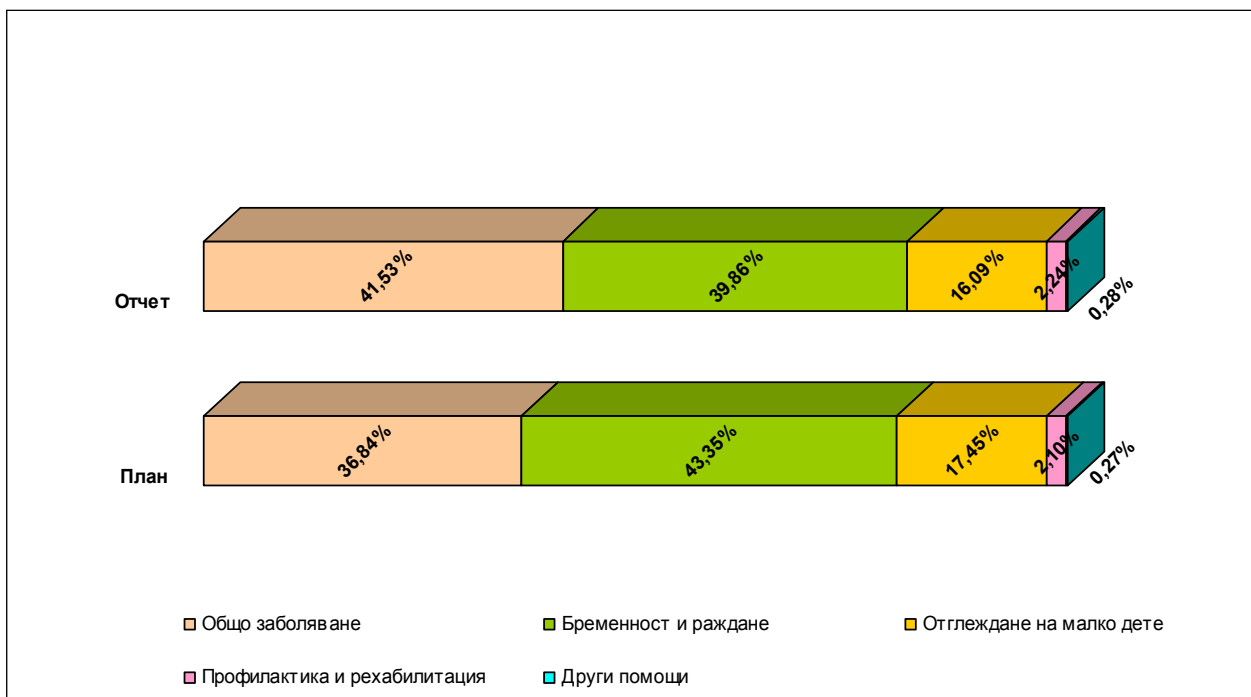 Отчет
41,53%
39,86%
16,09%
2,24%
0,28%
План
36,84%
43,35%
17,45%
2,10%
0,27%
Общо заболяване
Бременност и раждане
Отглеждане на малко дете
Профилактика и рехабилитация
Други помощи